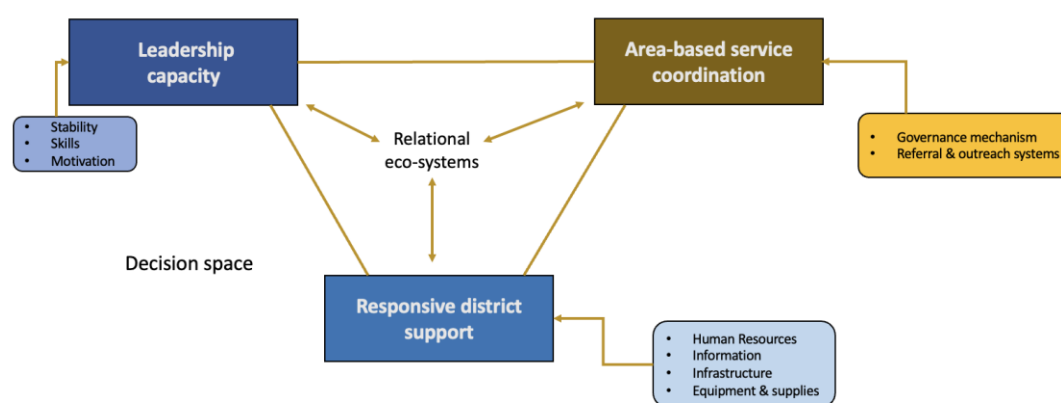 Leadership
capacity
Area-based service
coordination
• Stability
• Skills
• Motivation
Relational
eco-systems
• Governance mechanism
• Referral & outreach systems
Decision space
Responsive district
support
• Human Resources
• Information
• Infrastructure
• Equipment & supplies